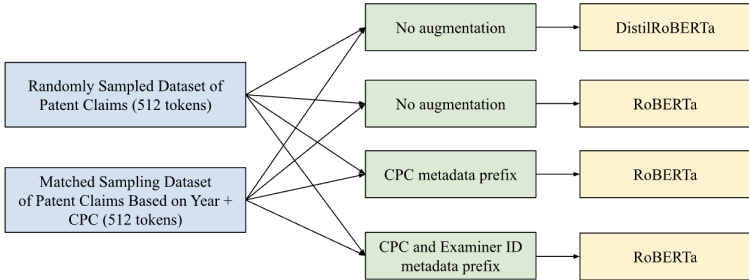 Randomly Sampled Dataset of
Patent Claims (512 tokens)
Matched Sampling Dataset
of Patent Claims Based on Year +
CPC (512 tokens)
No augmentation
No augmentation
CPC metadata prefix
CPC and Examiner ID
metadata prefix
DistilRoBERTa
RoBERTa
RoBERTa
RoBERTa